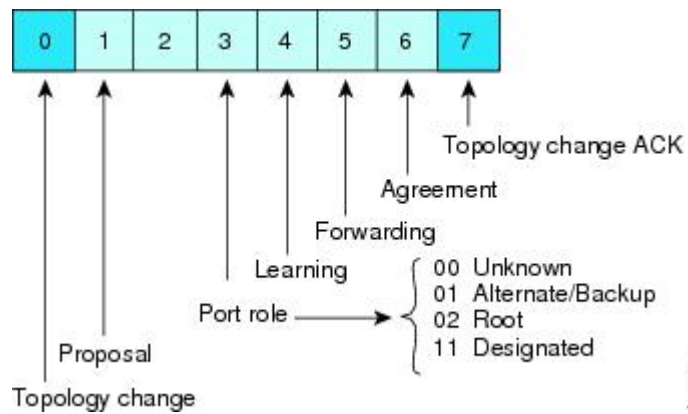 0 1 2 3 4 5 6 7
Topology change ACK
Agreement
Forwarding
Learning
Port role
00 Unknown
01 Alternate/Backup
02 Root
11 Designated
Proposal
Topology change